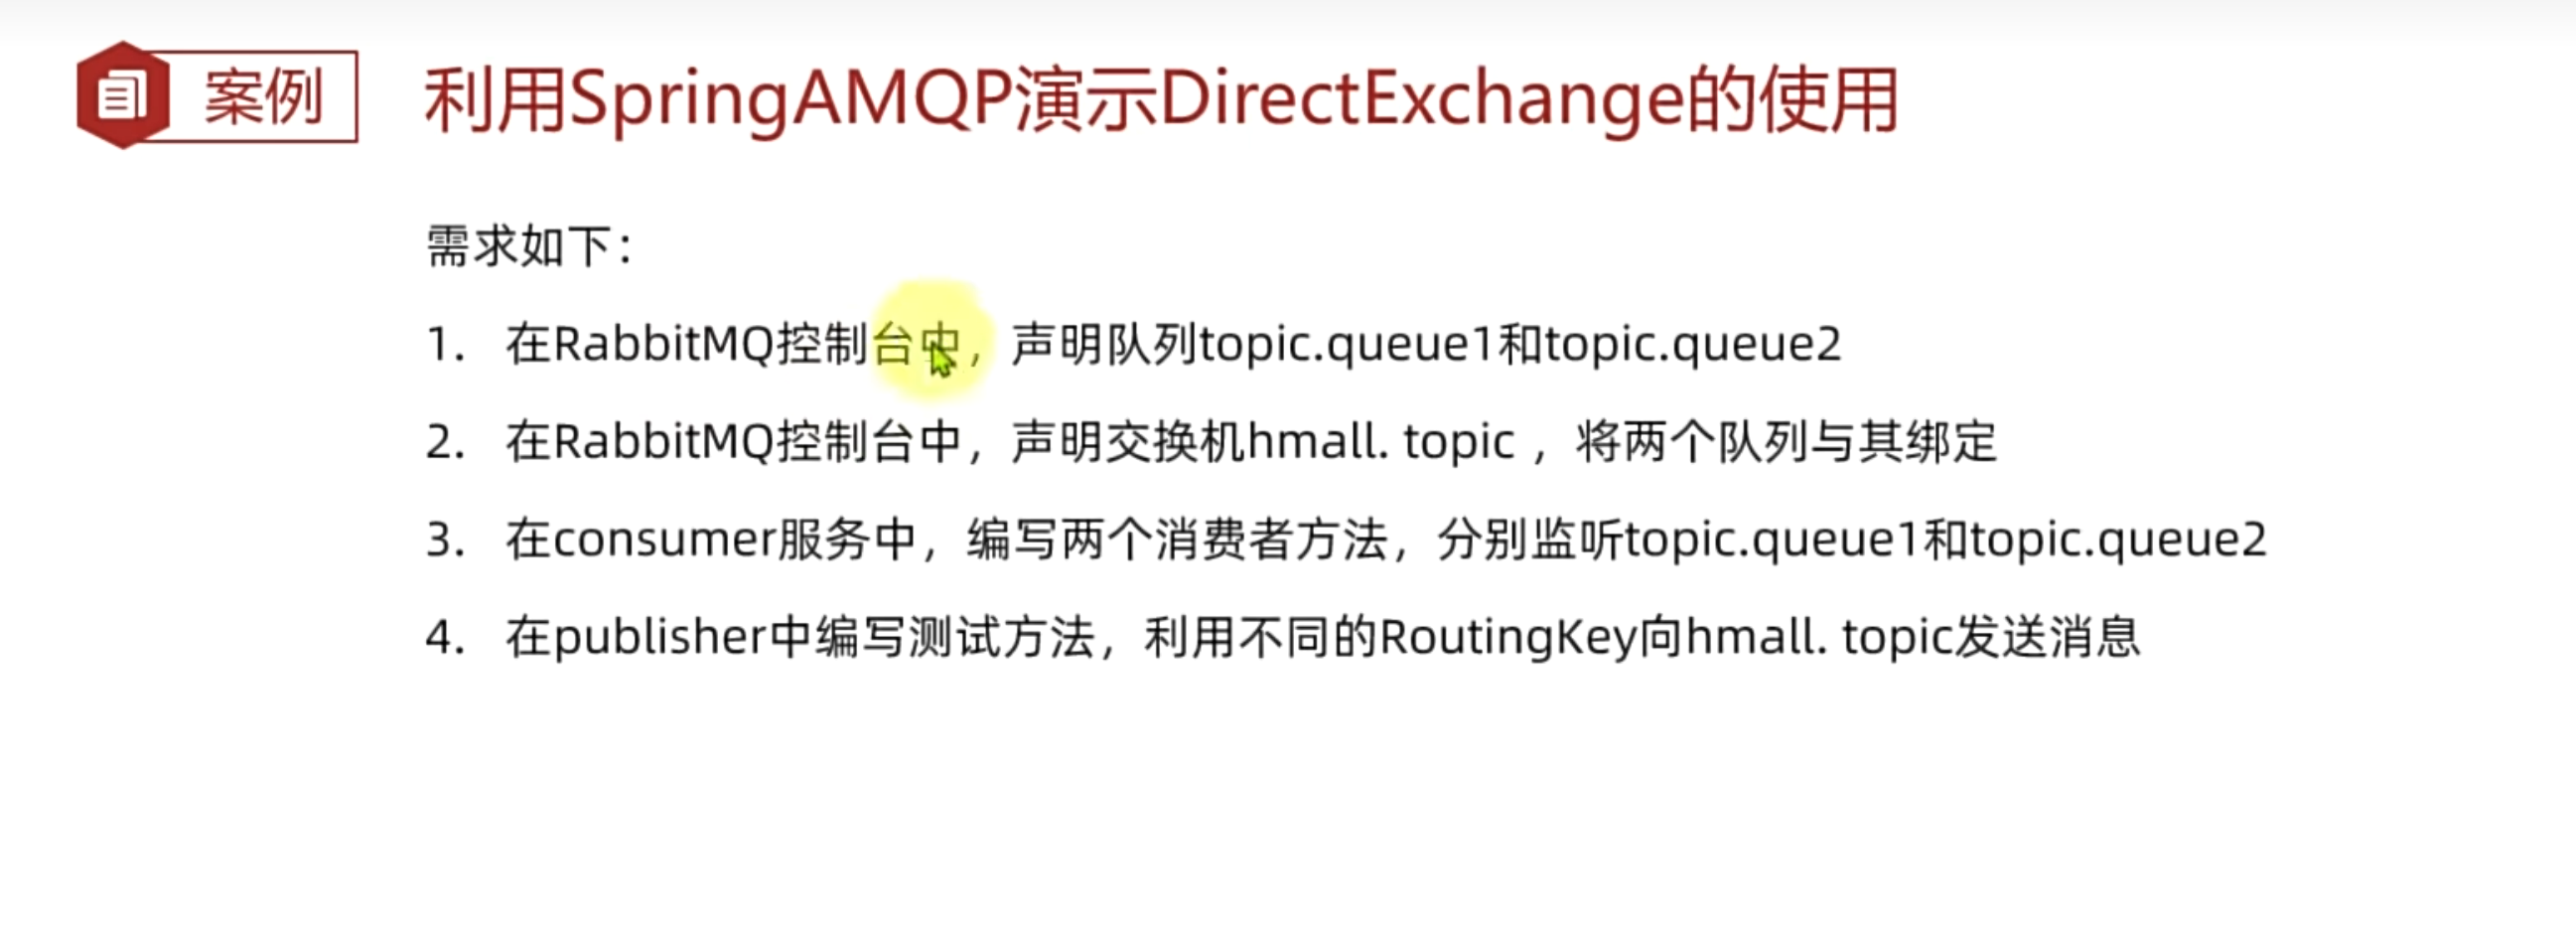 案例
利用SpringAMQP演示DirectExchange的使用
需求如下：
1. 在RabbitMQ控制台中，声明队列topic.queue1和topic.queue2
2. 在RabbitMQ控制台中，声明交换机hmall. topic ，将两个队列与其绑定
3. 在consumer服务中，编写两个消费者方法，分别监听topic.queue1和topic.queue2
4. 在publisher中编写测试方法，利用不同的RoutingKey向hmall. topic发送消息